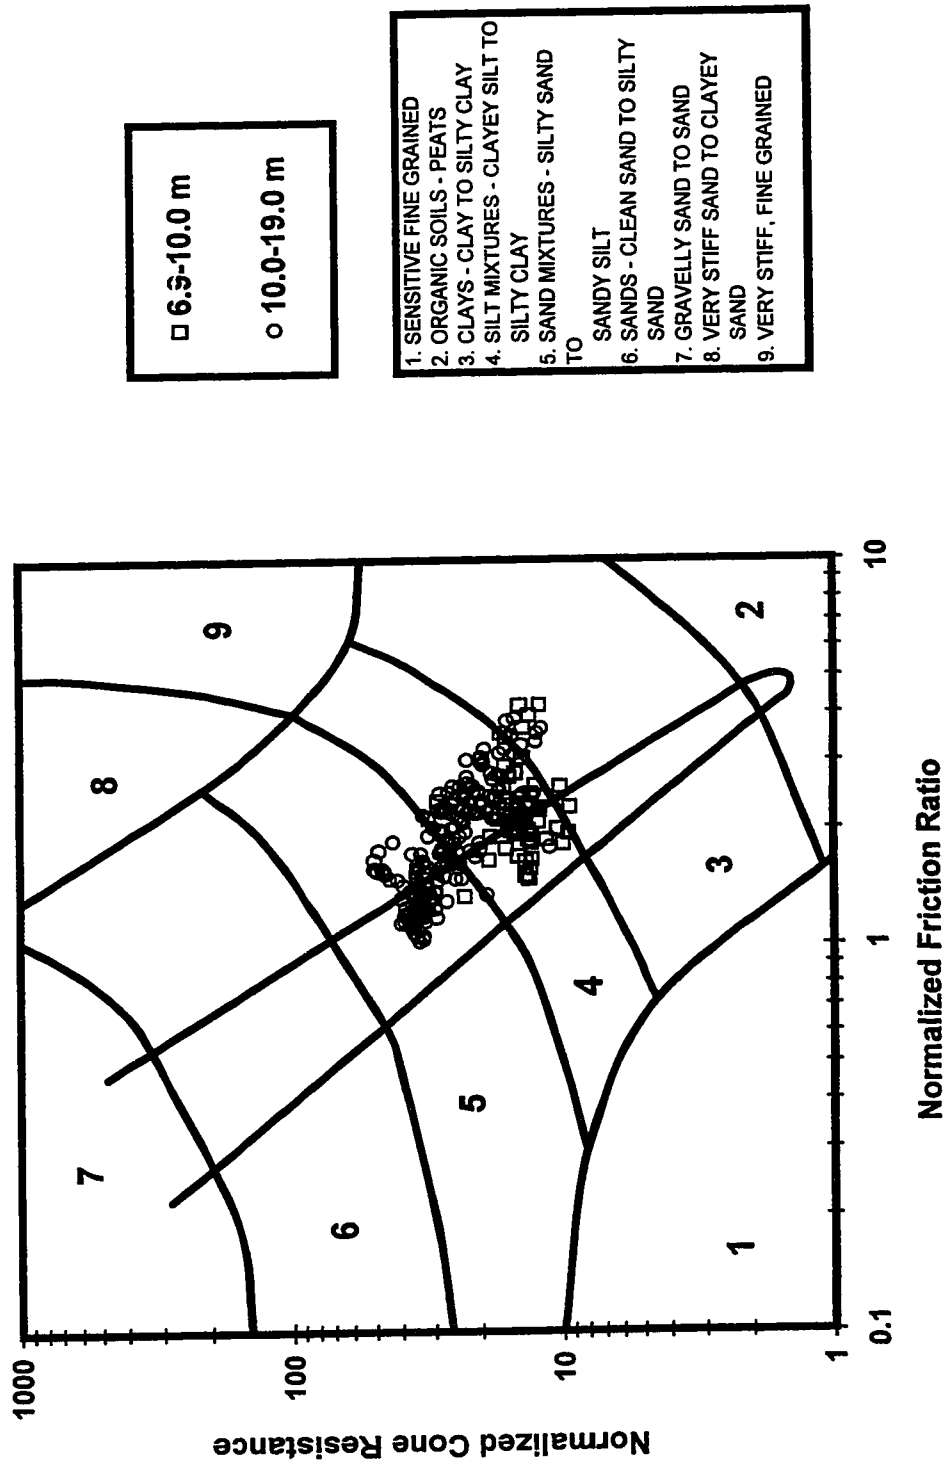 Normalized Cone Resistance
1000
100
10
1
0.1
1
10
Normalized Friction Ratio
7
8
9
6
5
4
3
1
2
□ 6.9-10.0 m
○ 10.0-19.0 m
1. SENSITIVE FINE GRAINED
2. ORGANIC SOILS - PEATS
3. CLAYS - CLAY TO SILTY CLAY
4. SILT MIXTURES - CLAYEY SILT TO
SILTY CLAY
5. SAND MIXTURES - SILTY SAND
TO
SANDY SILT
6. SANDS - CLEAN SAND TO SILTY
SAND
7. GRAVELLY SAND TO SAND
8. VERY STIFF SAND TO CLAYEY
SAND
9. VERY STIFF, FINE GRAINED